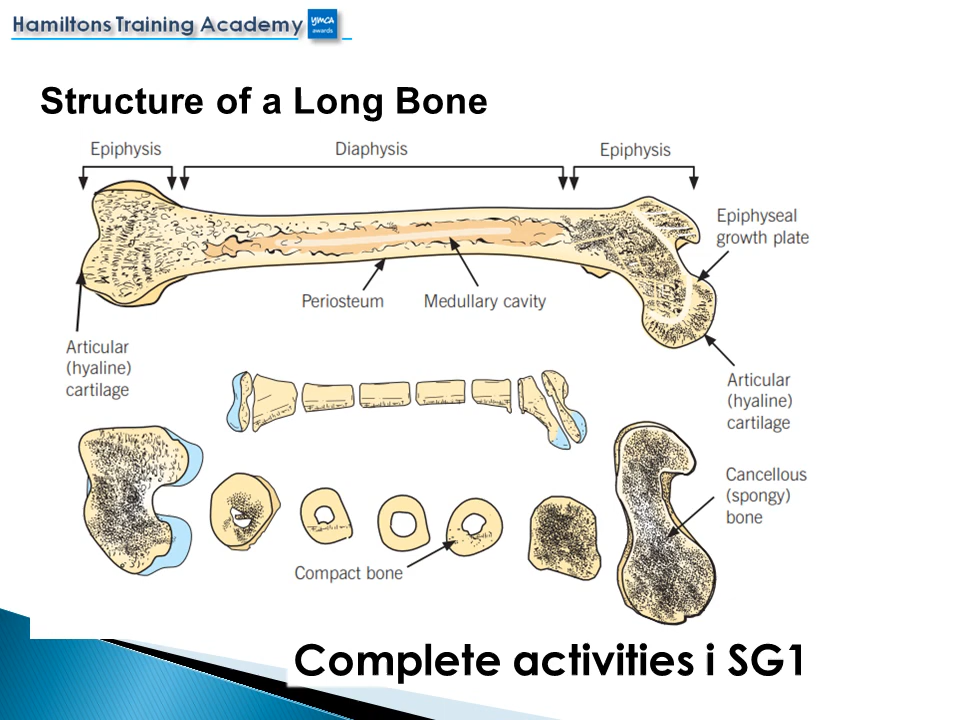 Hamiltons Training Academy
YMCA
awards
Structure of a Long Bone
Epiphysis
Diaphysis
Epiphysis
Epiphyseal
growth plate
Periosteum
Medullary cavity
Articular
(hyaline)
cartilage
Articular
(hyaline)
cartilage
Cancellous
(spongy)
bone
Compact bone
Complete activities i SG1